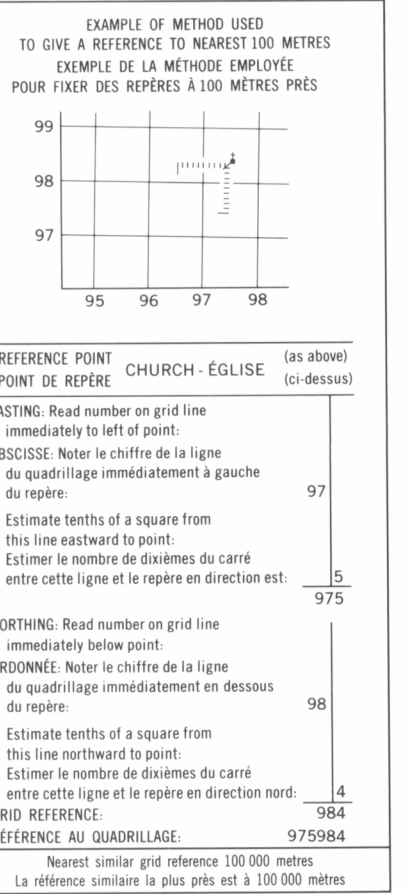 EXAMPLE OF METHOD USED
TO GIVE A REFERENCE TO NEAREST 100 METRES
EXEMPLE DE LA MÉTHODE EMPLOYÉE
POUR FIXER DES REPÈRES À 100 MÈTRES PRÈS
99
98
97
95 96 97 98
REFERENCE POINT
POINT DE REPÈRE
CHURCH - ÉGLISE
(as above)
(ci-dessus)
ASTING: Read number on grid line
immediately to left of point:
BSCISSE: Noter le chiffre de la ligne
du quadrillage immédiatement à gauche
du repère: 97
Estimate tenths of a square from
this line eastward to point:
Estimer le nombre de dixièmes du carré
entre cette ligne et le repère en direction est: 5
975
ORTHING: Read number on grid line
immediately below point:
RDONNÉE: Noter le chiffre de la ligne
du quadrillage immédiatement en dessous
du repère: 98
Estimate tenths of a square from
this line northward to point:
Estimer le nombre de dixièmes du carré
entre cette ligne et le repère en direction nord: 4
RID REFERENCE: 984
ÉFÉRENCE AU QUADRILLAGE: 975984
Nearest similar grid reference 100 000 metres
La référence similaire la plus près est à 100 000 mètres